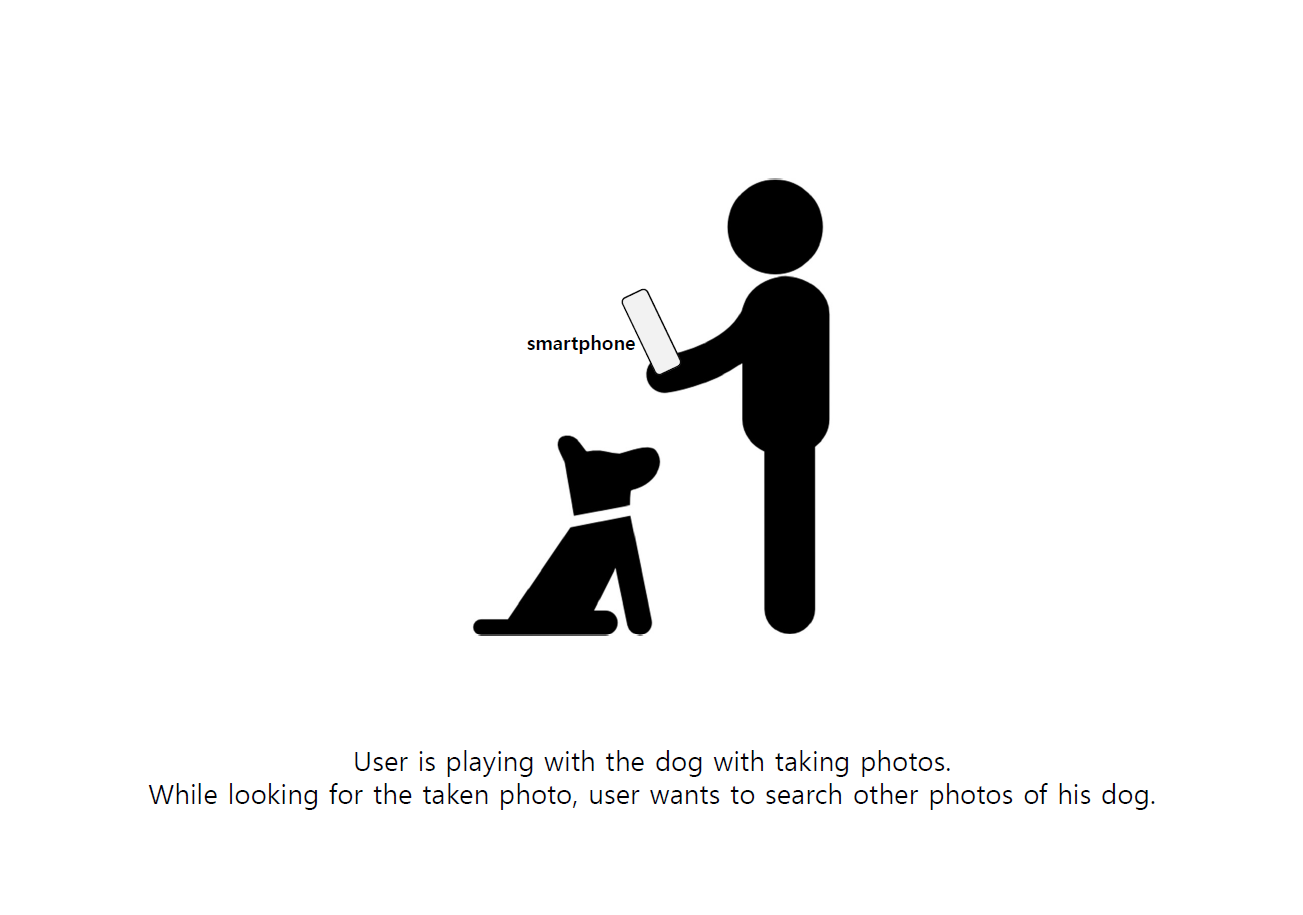 smartphone
User is playing with the dog with taking photos.
While looking for the taken photo, user wants to search other photos of his dog.